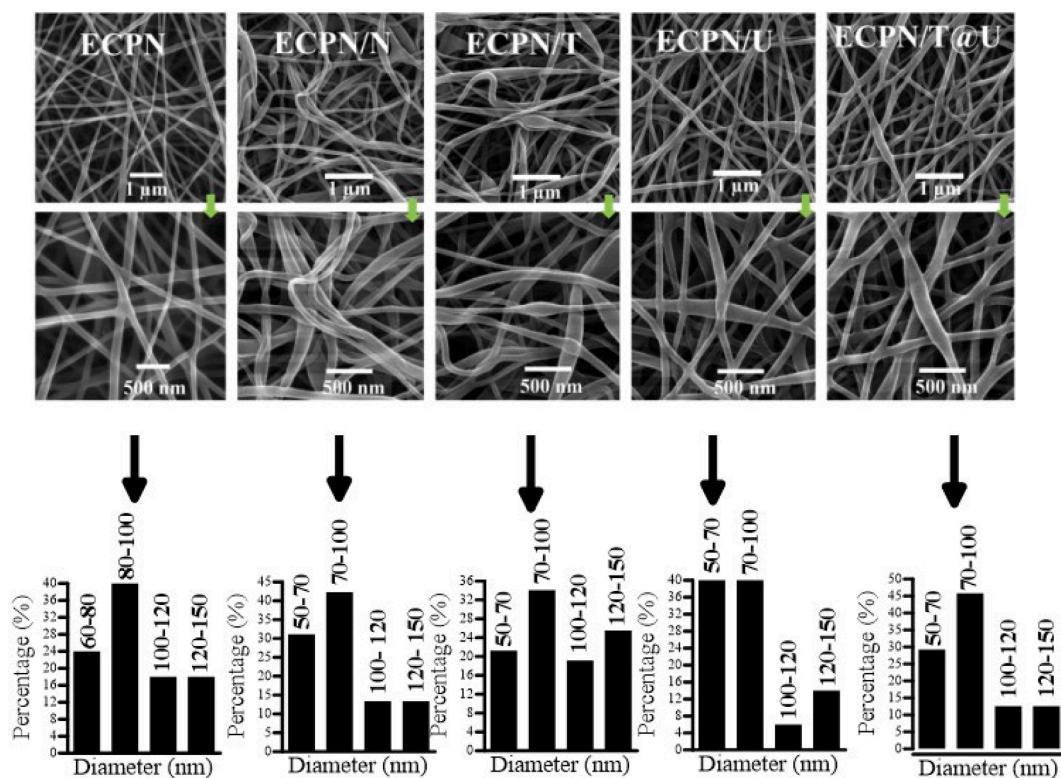 ECPN
ECPN/N
ECPN/T
ECPN/U
ECPN/T@U
1 µm
1 µm
1 µm
1 µm
1 µm
500 nm
500 nm
500 nm
500 nm
500 nm
Percentage (%)
40
36
32
28
24
20
16
12
8
4
0
60-80
80-100
100-120
120-150
Diameter (nm)
Percentage (%)
45
40
35
30
25
20
15
10
5
0
50-70
70-100
100-120
120-150
Diameter (nm)
Percentage (%)
36
32
28
24
20
16
12
8
4
0
50-70
70-100
100-120
120-150
Diameter (nm)
Percentage (%)
40
36
32
28
24
20
16
12
8
4
0
50-70
70-100
100-120
120-150
Diameter (nm)
Percentage (%)
50
45
40
35
30
25
20
15
10
5
0
50-70
70-100
100-120
120-150
Diameter (nm)